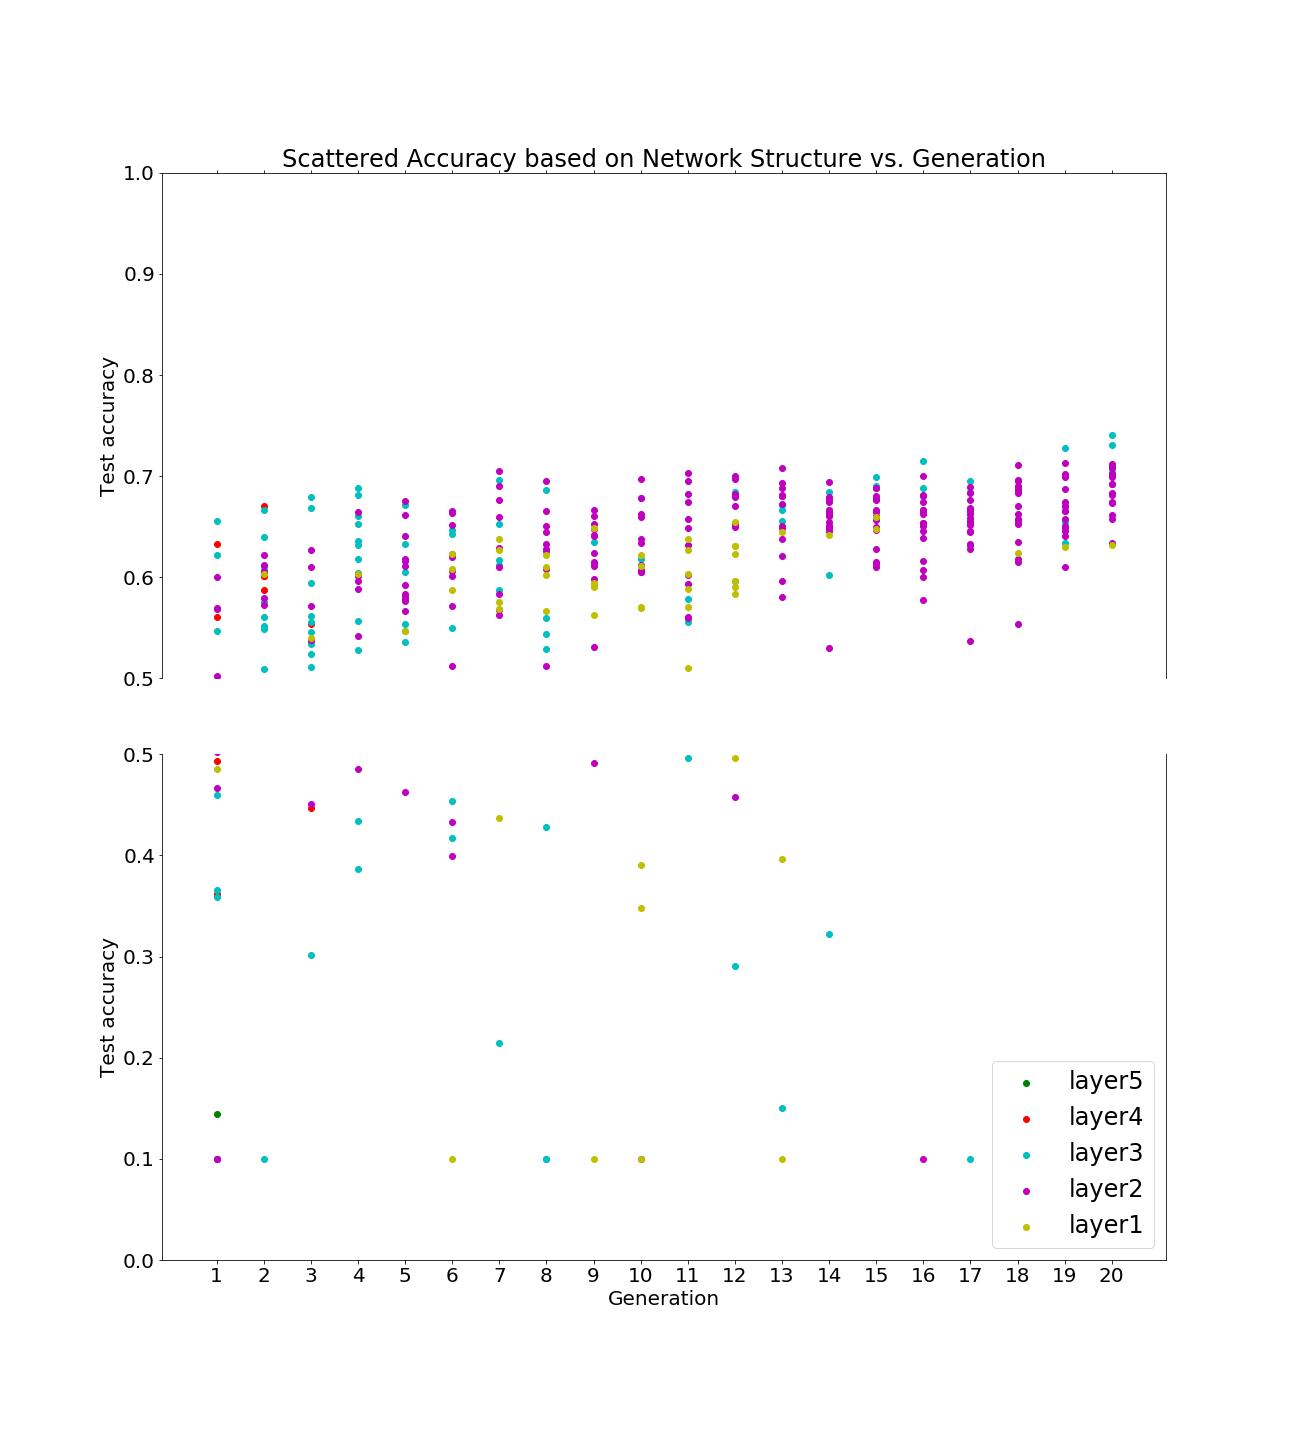 Scattered Accuracy based on Network Structure vs. Generation
1.0
0.9
0.8
0.7
0.6
0.5
Test accuracy
0.5
0.4
0.3
0.2
0.1
0.0
Test accuracy
layer5
layer4
layer3
layer2
layer1
1 2 3 4 5 6 7 8 9 10 11 12 13 14 15 16 17 18 19 20
Generation